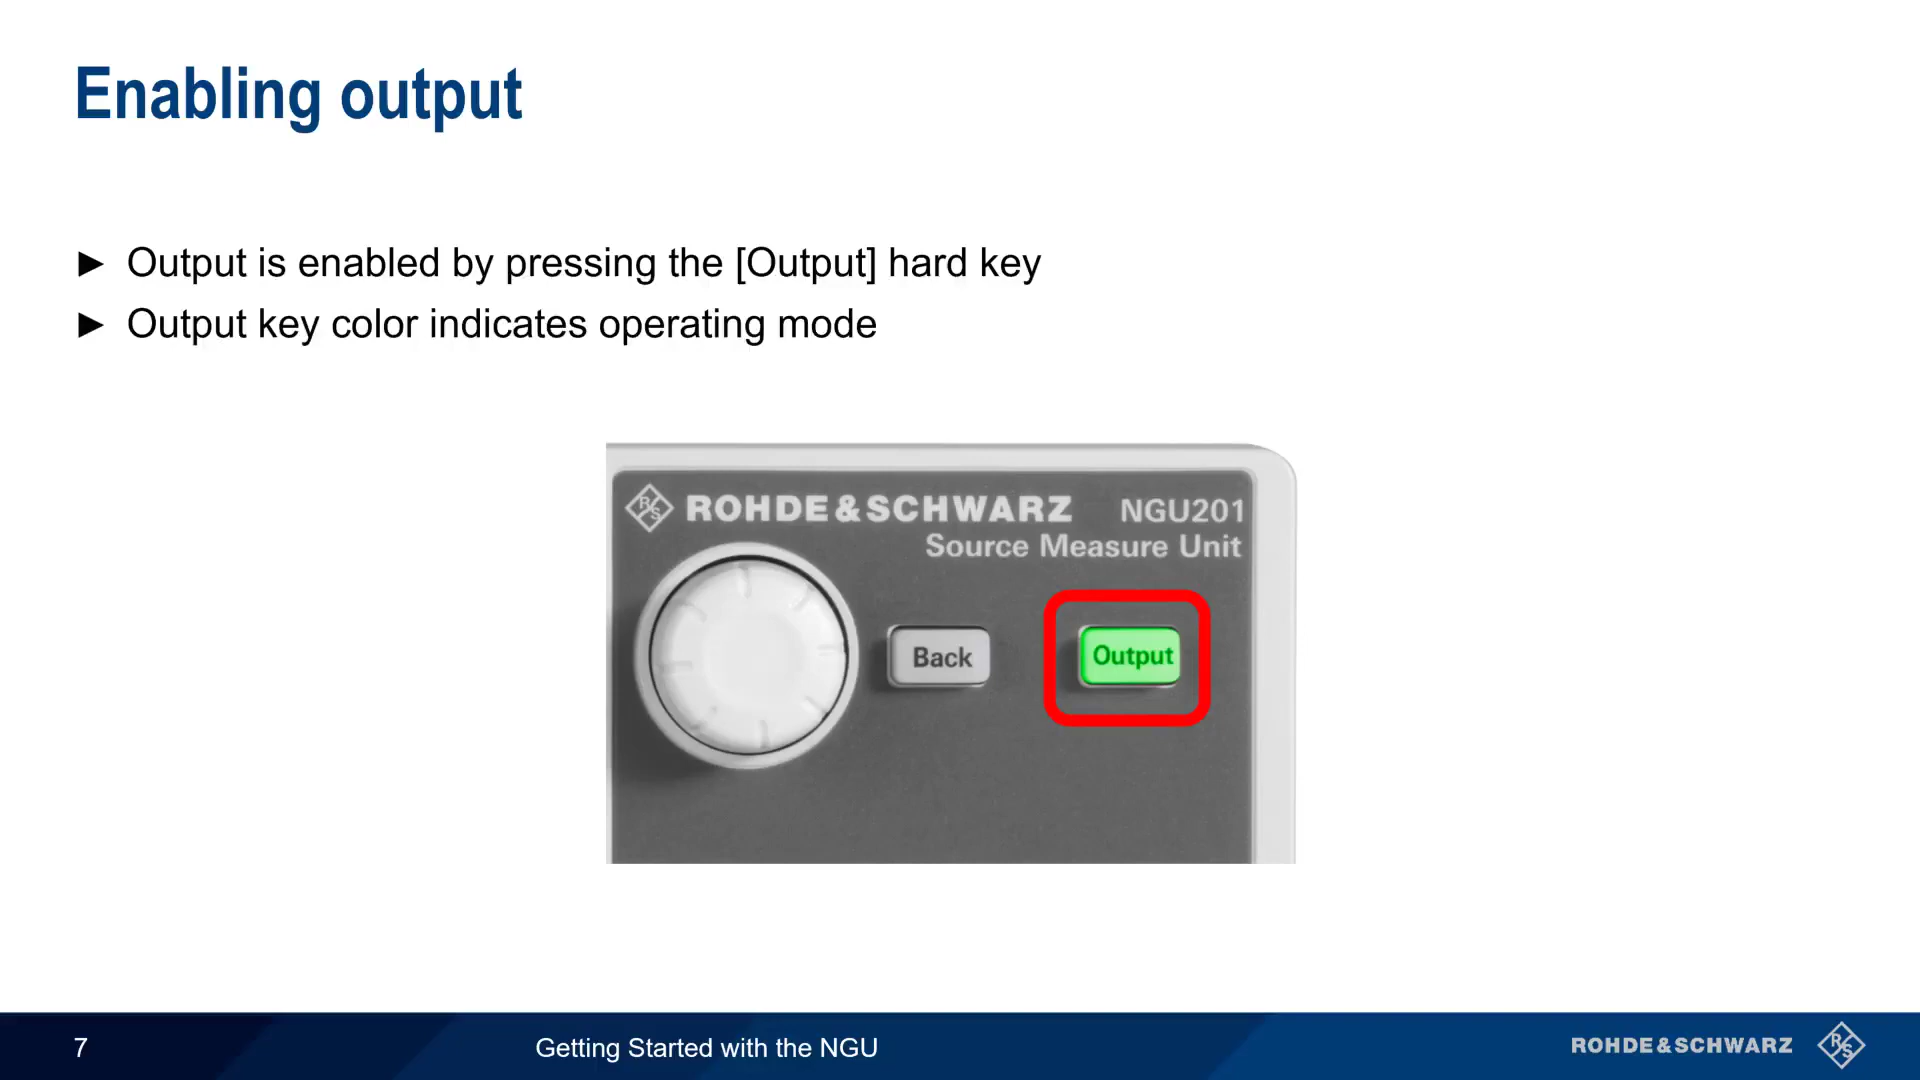 Enabling output
► Output is enabled by pressing the [Output] hard key
► Output key color indicates operating mode
ROHDE&SCHWARZ NGU201
Source Measure Unit
Back Output
7 Getting Started with the NGU ROHDE&SCHWARZ